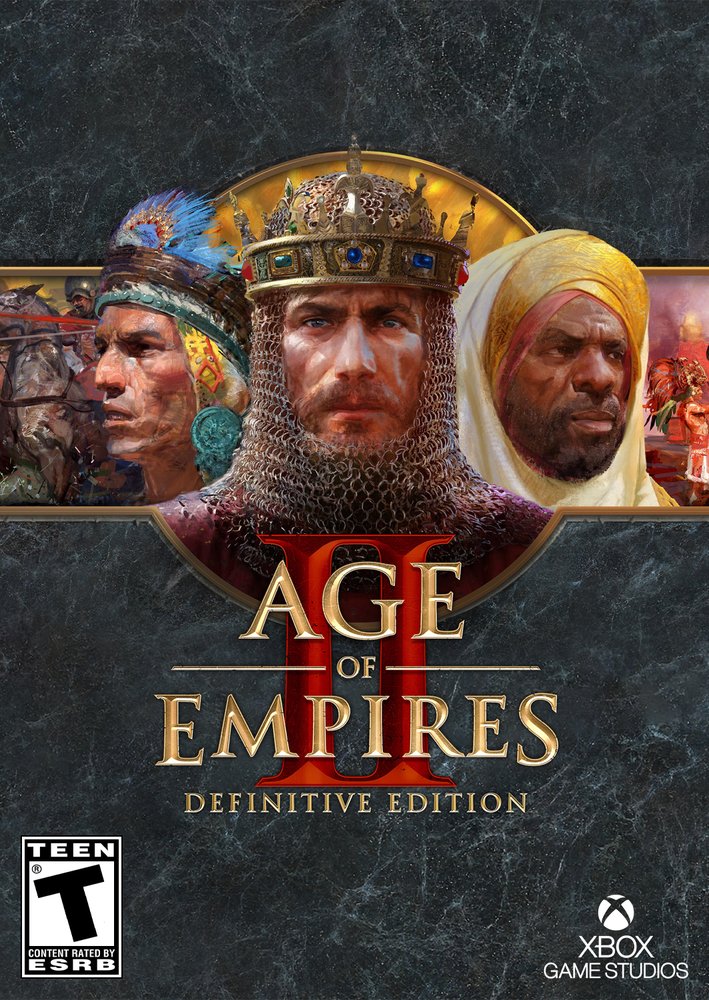 II
AGE
OF
EMPIRES
DEFINITIVE EDITION
TEEN
®
T
CONTENT RATED BY
ESRB
XBOX
GAME STUDIOS